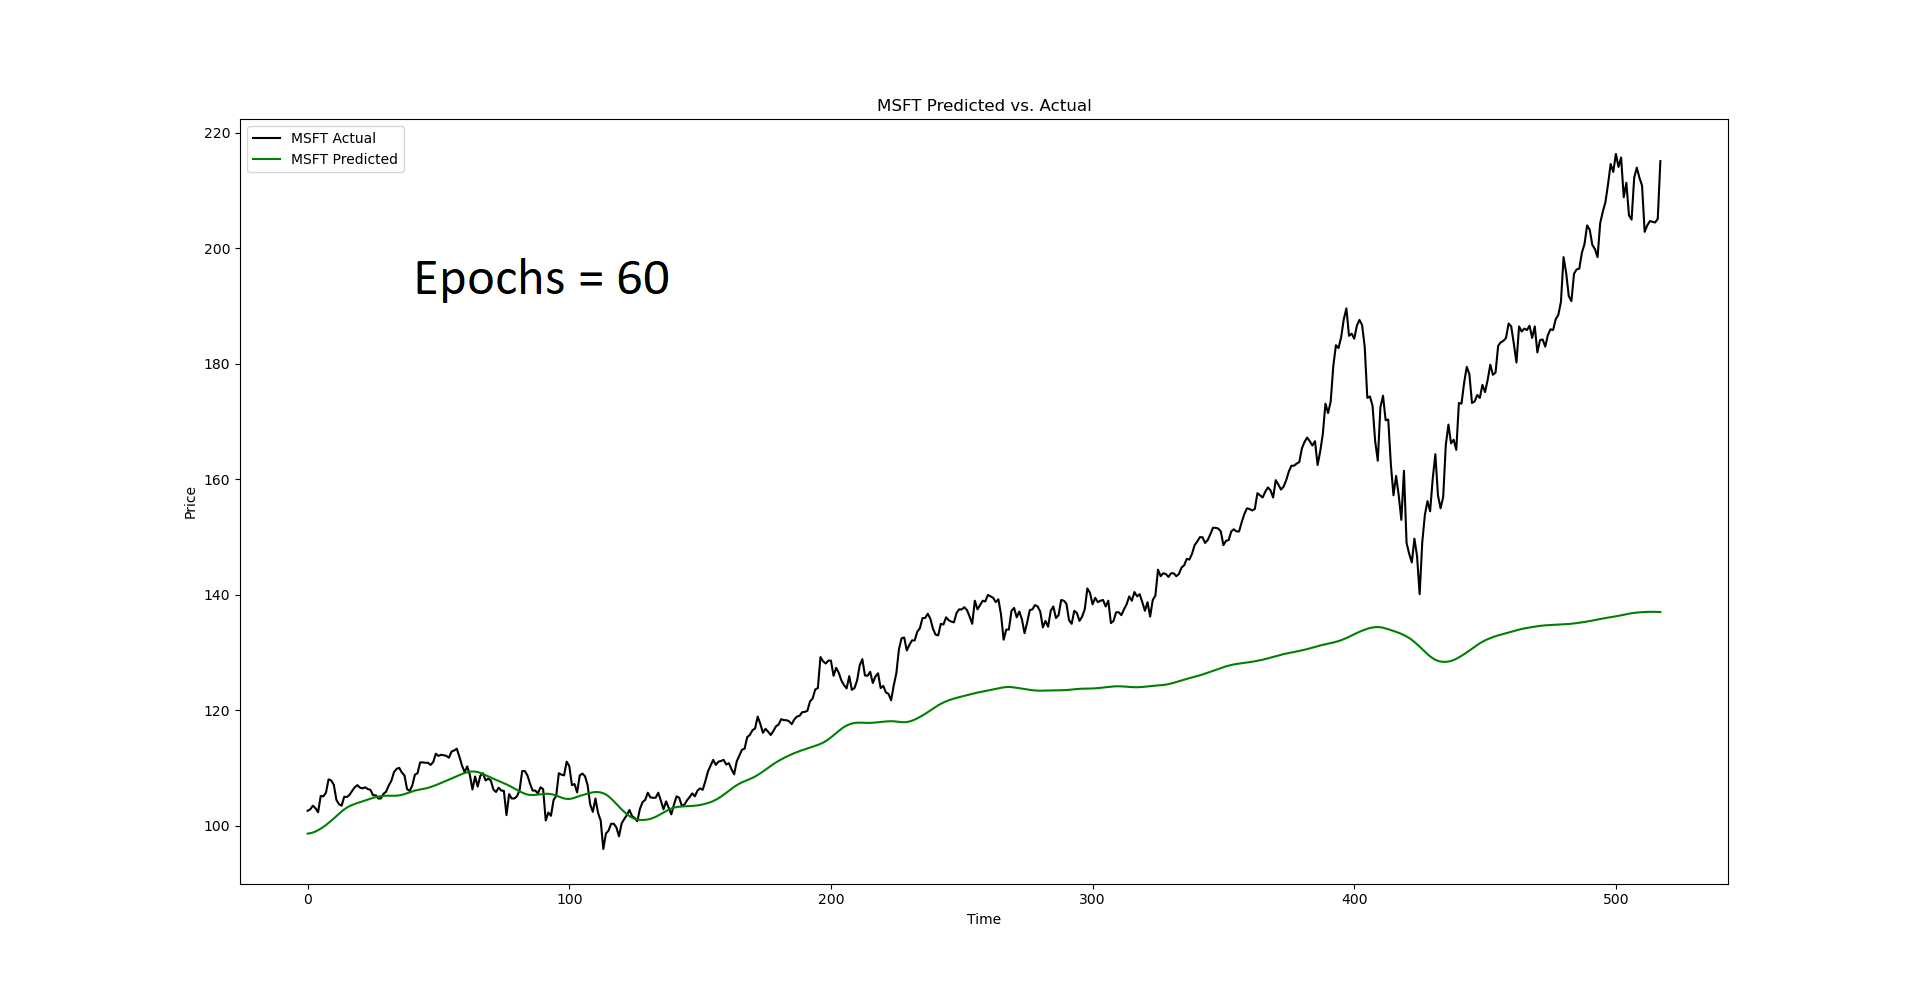 MSFT Predicted vs. Actual
MSFT Actual
MSFT Predicted
Epochs = 60
220
200
180
160
140
120
100
Price
0 100 200 300 400 500
Time